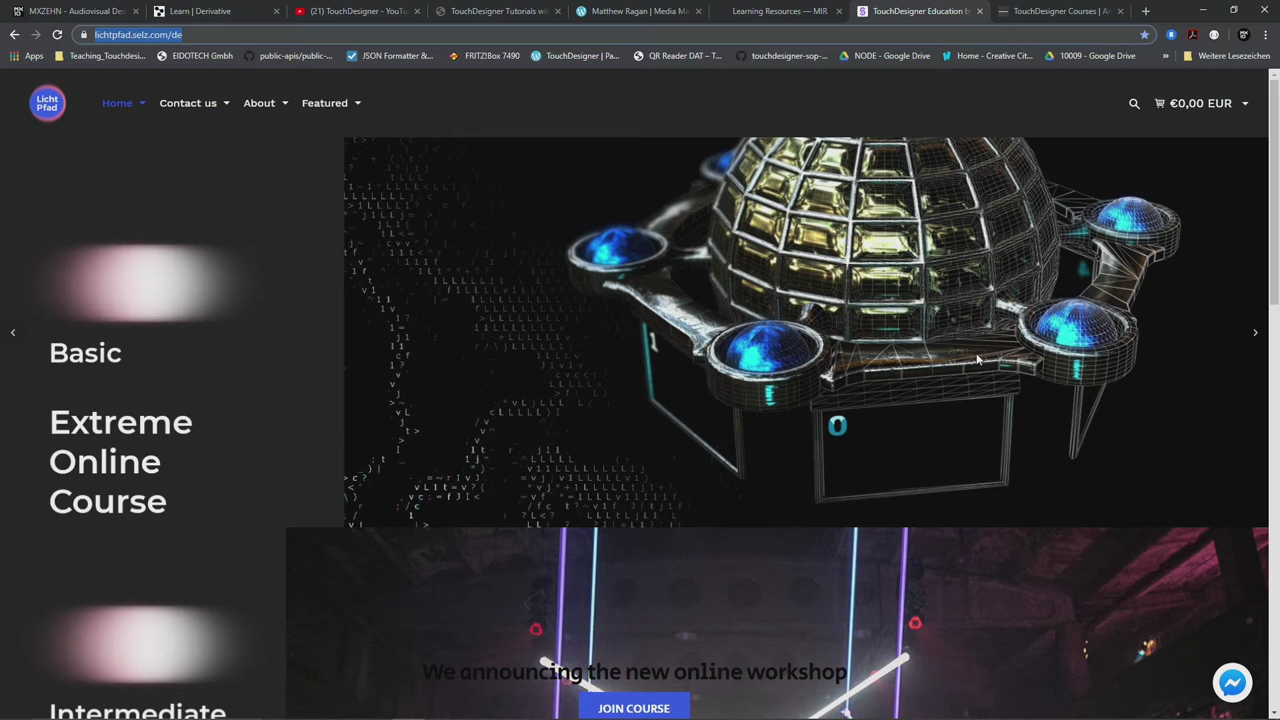 MXZEHN - Audiovisual Des
Learn | Derivative
(21) TouchDesigner - YouTu
TouchDesigner Tutorials wit
Matthew Ragan | Media M
Learning Resources — MIR
TouchDesigner Education b
TouchDesigner Courses | A
lichtpfad.selz.com/de
Apps
Teaching_Touchdesi...
EIDOTECH GmbH
public-apis/public-...
JSON Formatter &...
FRITZ!Box 7490
TouchDesigner | Pa...
QR Reader DAT – T...
touchdesigner-sop-...
NODE - Google Drive
Home - Creative Cit...
10009 - Google Drive
»
Weitere Lesezeichen
Licht
Pfad
Home
Contact us
About
Featured
€0,00 EUR
Basic
Extreme
Online
Course
0
We announcing the new online workshop
JOIN COURSE
Intermediate